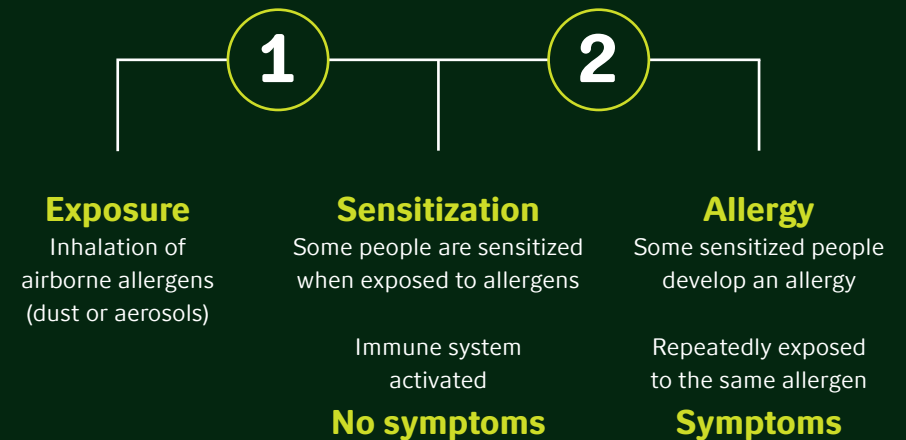 1
2
Exposure
Inhalation of
airborne allergens
(dust or aerosols)
Sensitization
Some people are sensitized
when exposed to allergens
Immune system
activated
No symptoms
Allergy
Some sensitized people
develop an allergy
Repeatedly exposed
to the same allergen
Symptoms